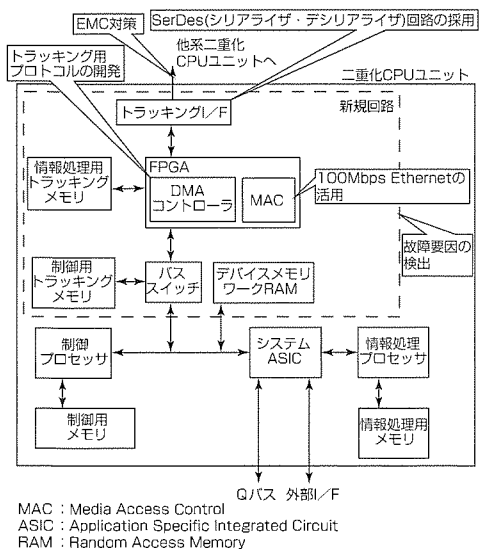 EMC対策
SerDes(シリアライザ・デシリアライザ)回路の採用
他系二重化
CPUユニットへ
トラッキング用
プロトコルの開発
二重化CPUユニット
トラッキングI/F
新規回路
情報処理用
トラッキング
メモリ
FPGA
DMA
コントローラ
MAC
100Mbps Ethernetの
活用
故障要因の
検出
制御用
トラッキング
メモリ
バス
スイッチ
デバイスメモリ
ワークRAM
制御
プロセッサ
システム
ASIC
情報処理
プロセッサ
制御用
メモリ
情報処理用
メモリ
Qバス 外部I/F
MAC : Media Access Control
ASIC : Application Specific Integrated Circuit
RAM : Random Access Memory